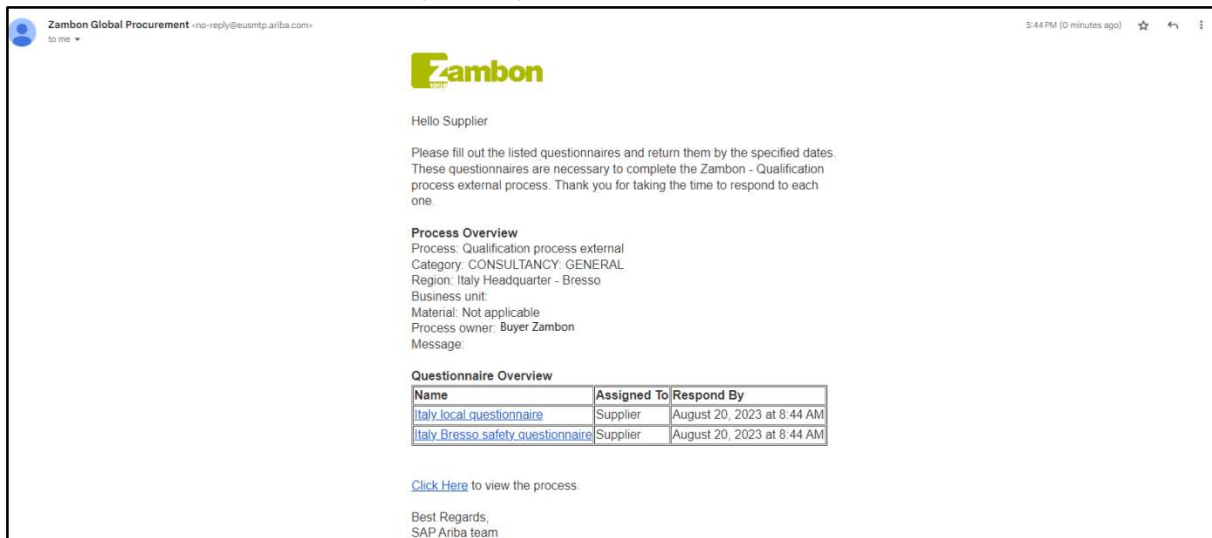 Zambon Global Procurement <no-reply@eusmtp.ariba.com>
5:44 PM (0 minutes ago)
to me
Zambon
1906
Hello Supplier
Please fill out the listed questionnaires and return them by the specified dates.
These questionnaires are necessary to complete the Zambon - Qualification
process external process. Thank you for taking the time to respond to each
one.
Process Overview
Process: Qualification process external
Category: CONSULTANCY: GENERAL
Region: Italy Headquarter - Bresso
Business unit:
Material: Not applicable
Process owner: Buyer Zambon
Message:
Questionnaire Overview
Name Assigned To Respond By
Italy local questionnaire Supplier August 20, 2023 at 8:44 AM
Italy Bresso safety questionnaire Supplier August 20, 2023 at 8:44 AM
Click Here to view the process.
Best Regards,
SAP Ariba team